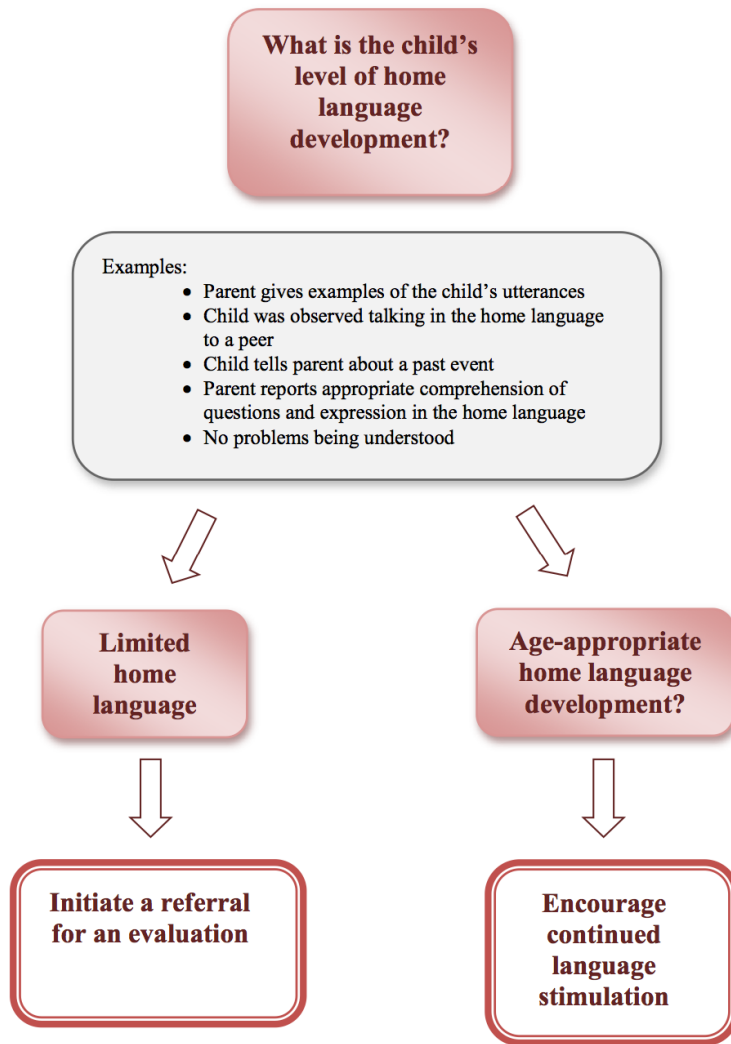 What is the child’s
level of home
language
development?
Examples:
• Parent gives examples of the child’s utterances
• Child was observed talking in the home language
to a peer
• Child tells parent about a past event
• Parent reports appropriate comprehension of
questions and expression in the home language
• No problems being understood
Limited
home
language
Age-appropriate
home language
development?
Initiate a referral
for an evaluation
Encourage
continued
language
stimulation